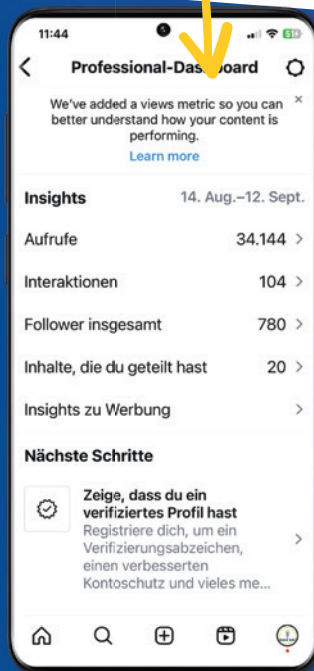 11:44
Professional-Dashboard
We've added a views metric so you can
better understand how your content is
performing.
Learn more
Insights 14. Aug.–12. Sept.
Aufrufe 34.144
Interaktionen 104
Follower insgesamt 780
Inhalte, die du geteilt hast 20
Insights zu Werbung
Nächste Schritte
Zeige, dass du ein
verifiziertes Profil hast
Registriere dich, um ein
Verifizierungsabzeichen,
einen verbesserten
Kontoschutz und vieles me...